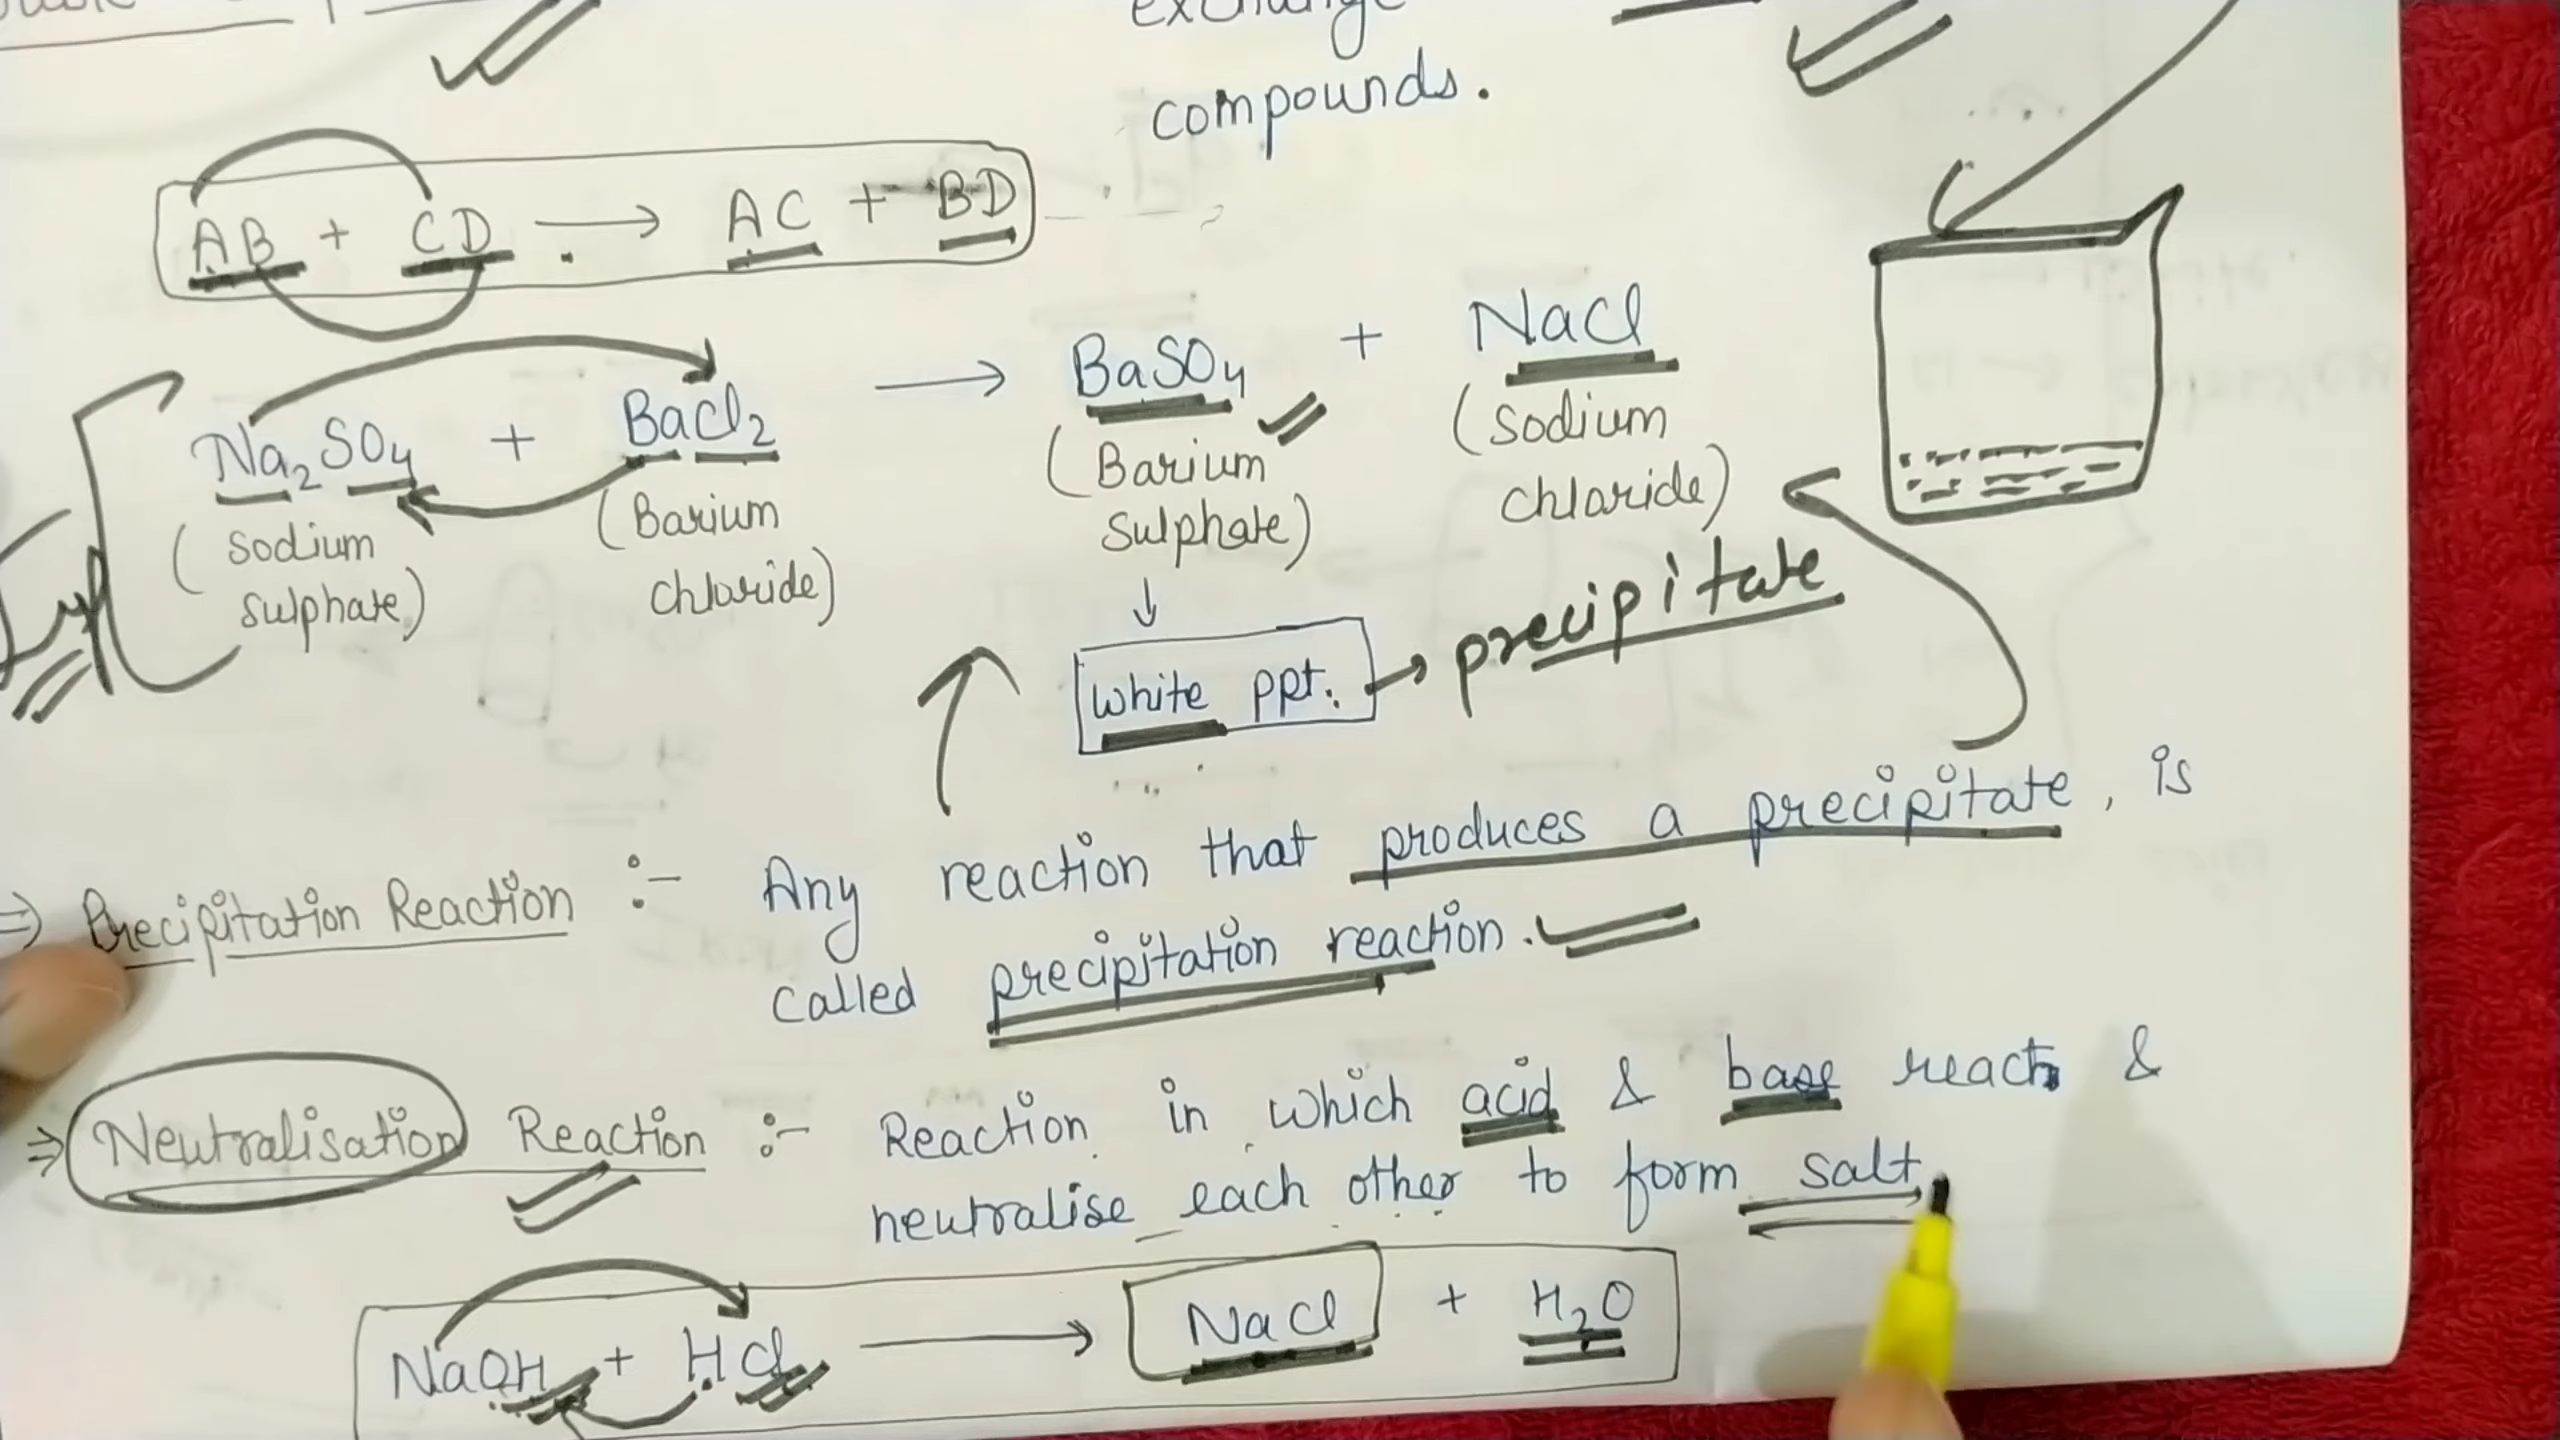 exchange
compounds.
AB + CD → AC + BD
Na₂SO₄ + BaCl₂ → BaSO₄ + NaCl
(Sodium sulphate) (Barium chloride) (Barium sulphate) (Sodium chloride)
Imp
↓
White ppt. → precipitate
⇒ Precipitation Reaction :- Any reaction that produces a precipitate, is
called precipitation reaction.
⇒ Neutralisation Reaction :- Reaction in which acid & base react &
neutralise each other to form salt.
NaOH + HCl → NaCl + H₂O